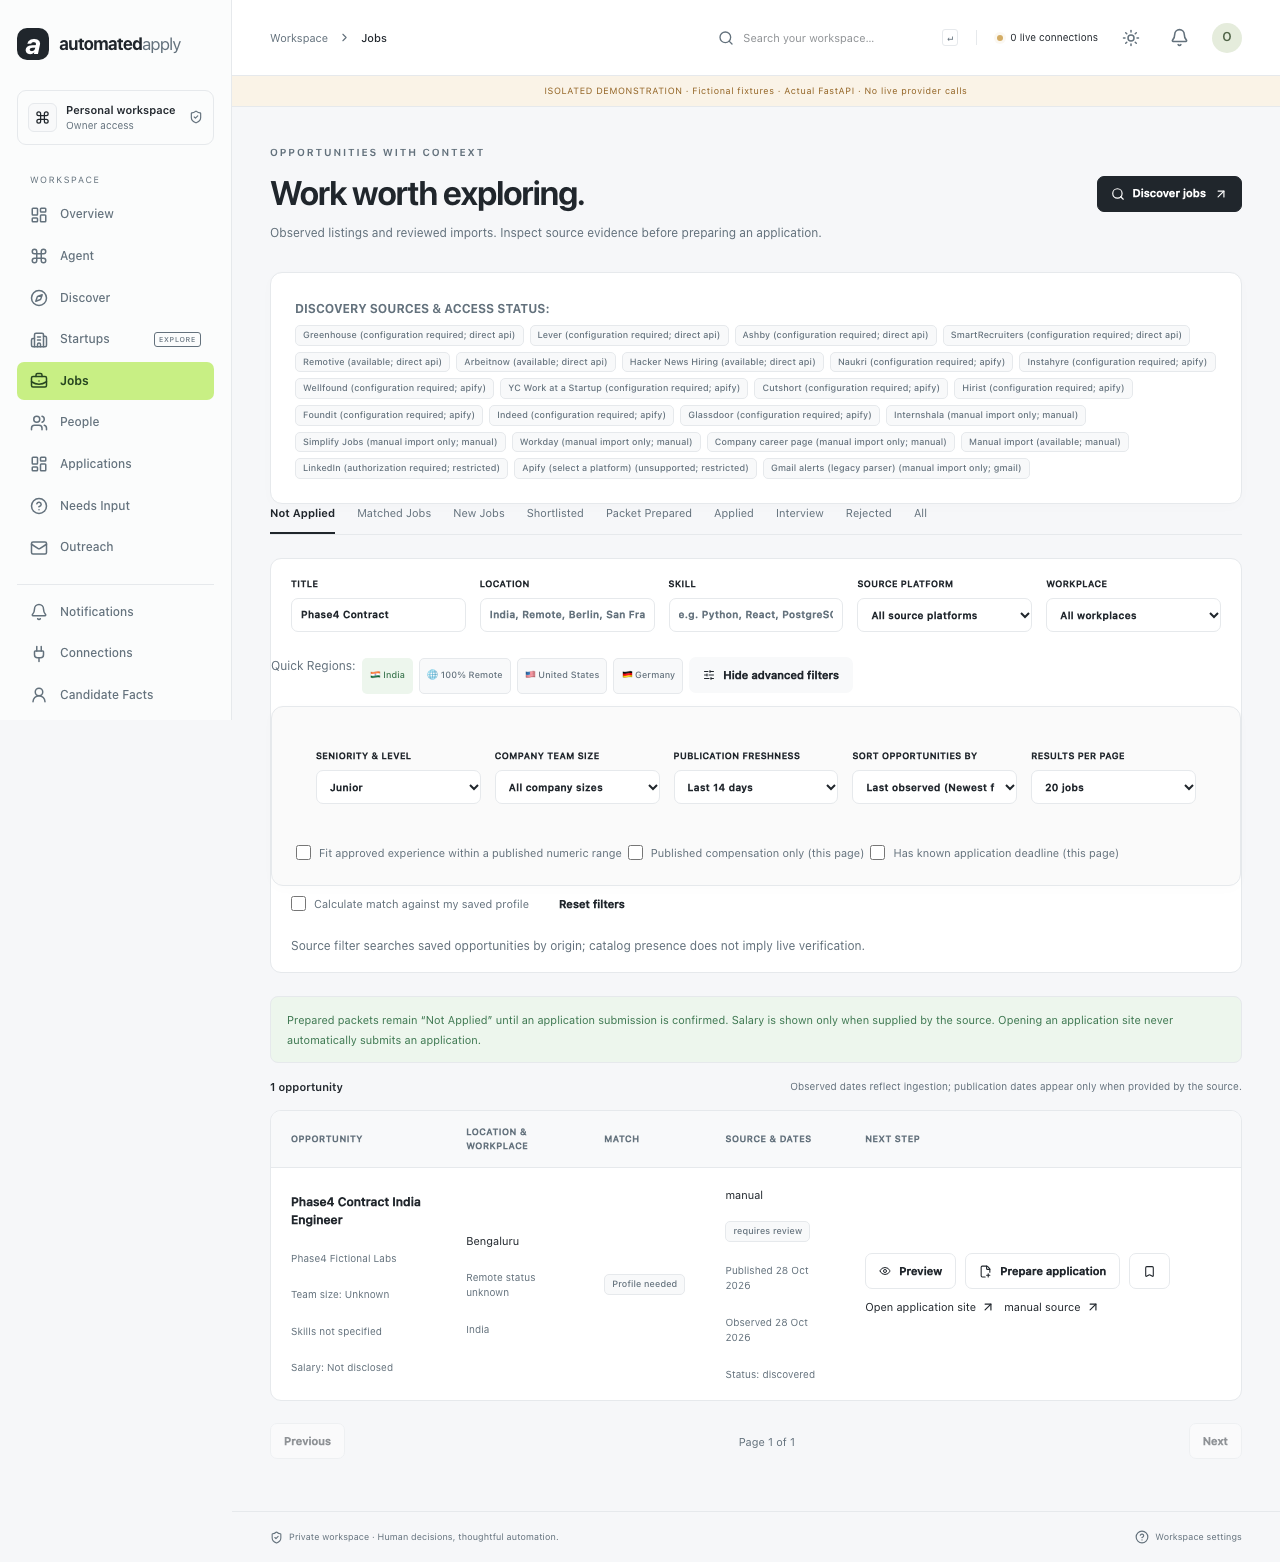 a automatedapply
Personal workspace
Owner access
WORKSPACE
Overview
Agent
Discover
Startups EXPLORE
Jobs
People
Applications
Needs Input
Outreach
Notifications
Connections
Candidate Facts
Workspace > Jobs
Search your workspace...
0 live connections
O
ISOLATED DEMONSTRATION · Fictional fixtures · Actual FastAPI · No live provider calls
OPPORTUNITIES WITH CONTEXT
Work worth exploring.
Observed listings and reviewed imports. Inspect source evidence before preparing an application.
Discover jobs
DISCOVERY SOURCES & ACCESS STATUS:
Greenhouse (configuration required; direct api) Lever (configuration required; direct api) Ashby (configuration required; direct api) SmartRecruiters (configuration required; direct api)
Remotive (available; direct api) Arbeitnow (available; direct api) Hacker News Hiring (available; direct api) Naukri (configuration required; apify) Instahyre (configuration required; apify)
Wellfound (configuration required; apify) YC Work at a Startup (configuration required; apify) Cutshort (configuration required; apify) Hirist (configuration required; apify)
Foundit (configuration required; apify) Indeed (configuration required; apify) Glassdoor (configuration required; apify) Internshala (manual import only; manual)
Simplify Jobs (manual import only; manual) Workday (manual import only; manual) Company career page (manual import only; manual) Manual import (available; manual)
LinkedIn (authorization required; restricted) Apify (select a platform) (unsupported; restricted) Gmail alerts (legacy parser) (manual import only; gmail)
Not Applied Matched Jobs New Jobs Shortlisted Packet Prepared Applied Interview Rejected All
TITLE LOCATION SKILL SOURCE PLATFORM WORKPLACE
Phase4 Contract India, Remote, Berlin, San Fra e.g. Python, React, PostgreSQ All source platforms All workplaces
Quick Regions: 🇮🇳 India 🌐 100% Remote 🇺🇸 United States 🇩🇪 Germany Hide advanced filters
SENIORITY & LEVEL COMPANY TEAM SIZE PUBLICATION FRESHNESS SORT OPPORTUNITIES BY RESULTS PER PAGE
Junior All company sizes Last 14 days Last observed (Newest f 20 jobs
Fit approved experience within a published numeric range Published compensation only (this page) Has known application deadline (this page)
Calculate match against my saved profile Reset filters
Source filter searches saved opportunities by origin; catalog presence does not imply live verification.
Prepared packets remain “Not Applied” until an application submission is confirmed. Salary is shown only when supplied by the source. Opening an application site never
automatically submits an application.
1 opportunity Observed dates reflect ingestion; publication dates appear only when provided by the source.
OPPORTUNITY LOCATION & WORKPLACE MATCH SOURCE & DATES NEXT STEP
Phase4 Contract India
Engineer
Phase4 Fictional Labs
Team size: Unknown
Skills not specified
Salary: Not disclosed
Bengaluru
Remote status
unknown
India
Profile needed
manual
requires review
Published 28 Oct
2026
Observed 28 Oct
2026
Status: discovered
Preview Prepare application
Open application site manual source
Previous Page 1 of 1 Next
Private workspace · Human decisions, thoughtful automation. Workspace settings